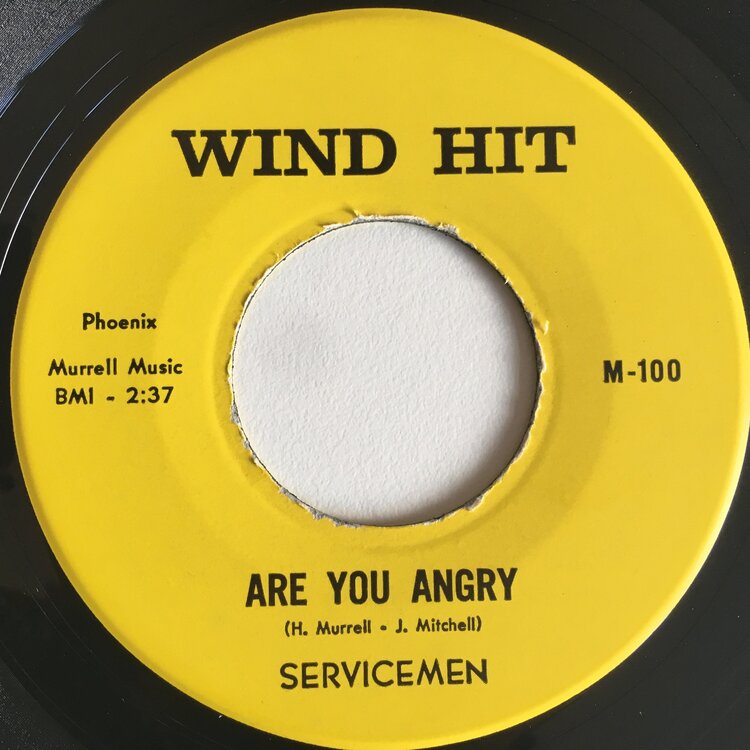 WIND HIT
Phoenix
Murrell Music
BMI - 2:37
M-100
ARE YOU ANGRY
(H. Murrell - J. Mitchell)
SERVICEMEN